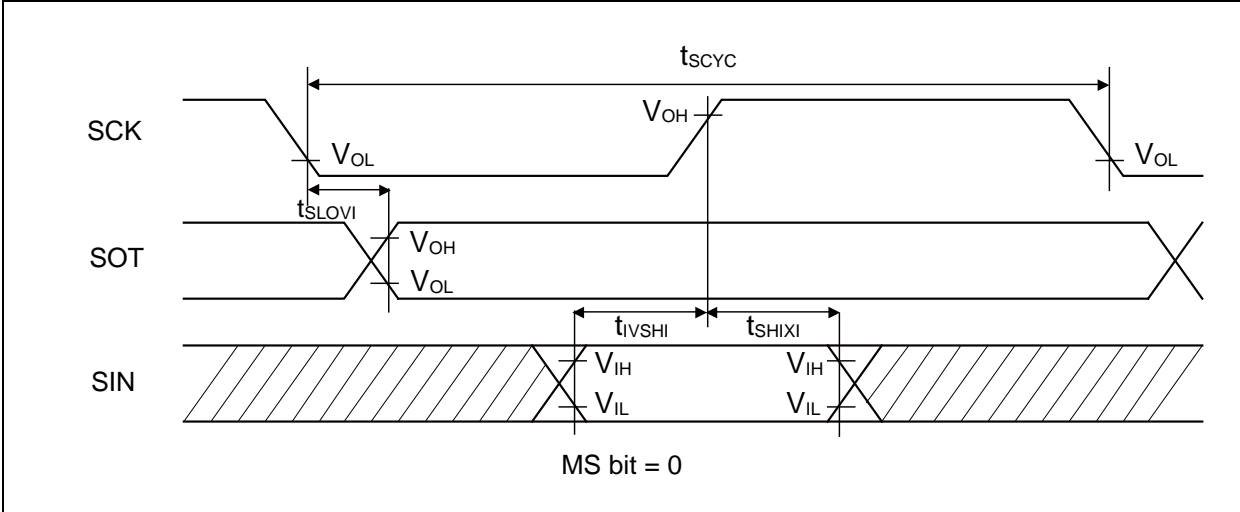 tSCYC
SCK
VOH
VOL
VOL
tSLOVI
SOT
VOH
VOL
tIVSHI
tSHIXI
SIN
VIH
VIH
VIL
VIL
MS bit = 0